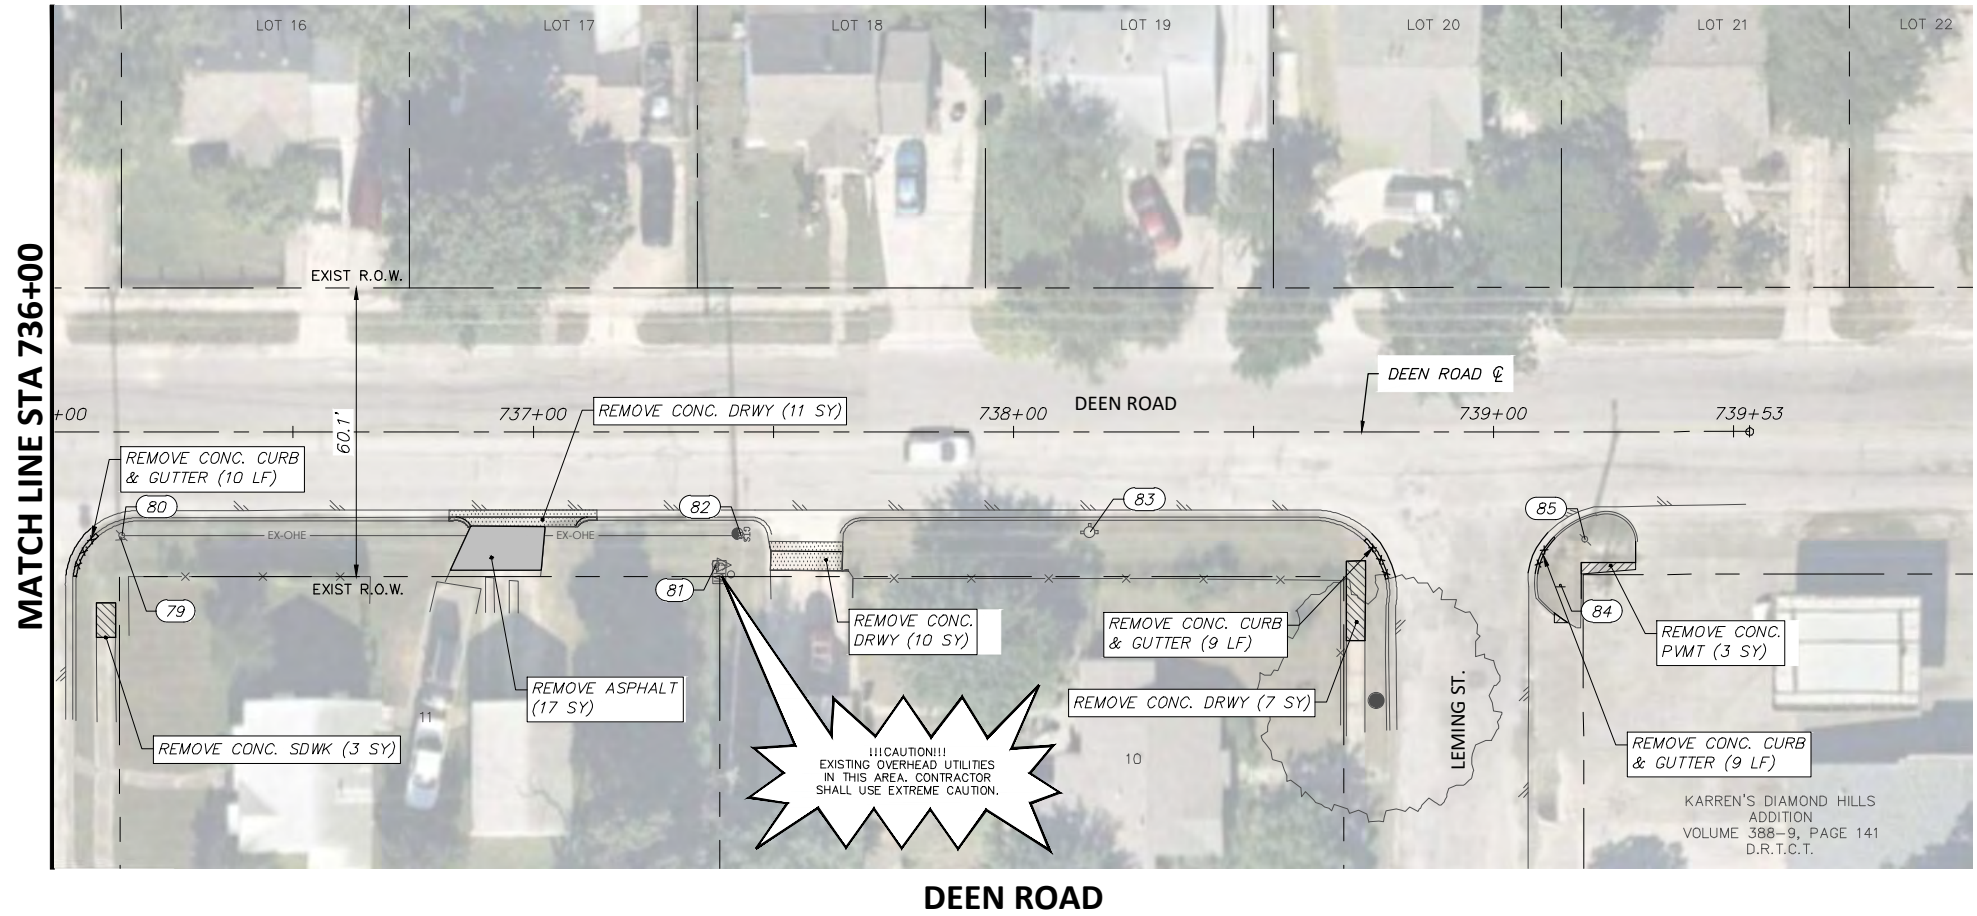 LOT 16
LOT 17
LOT 18
LOT 19
LOT 20
LOT 21
LOT 22
MATCH LINE STA 736+00
EXIST R.O.W.
60.1'
DEEN ROAD ℄
+00
737+00
REMOVE CONC. DRWY (11 SY)
738+00
DEEN ROAD
739+00
739+53
REMOVE CONC. CURB
& GUTTER (10 LF)
80
82
83
85
EX-OHE
EX-OHE
GTS
EXIST R.O.W.
79
81
84
REMOVE CONC.
DRWY (10 SY)
REMOVE CONC. CURB
& GUTTER (9 LF)
REMOVE CONC.
PVMT (3 SY)
REMOVE ASPHALT
(17 SY)
REMOVE CONC. DRWY (7 SY)
LEMING ST.
11
10
REMOVE CONC. SDWK (3 SY)
!!!CAUTION!!!
EXISTING OVERHEAD UTILITIES
IN THIS AREA. CONTRACTOR
SHALL USE EXTREME CAUTION.
REMOVE CONC. CURB
& GUTTER (9 LF)
KARREN'S DIAMOND HILLS
ADDITION
VOLUME 388-9, PAGE 141
D.R.T.C.T.
DEEN ROAD